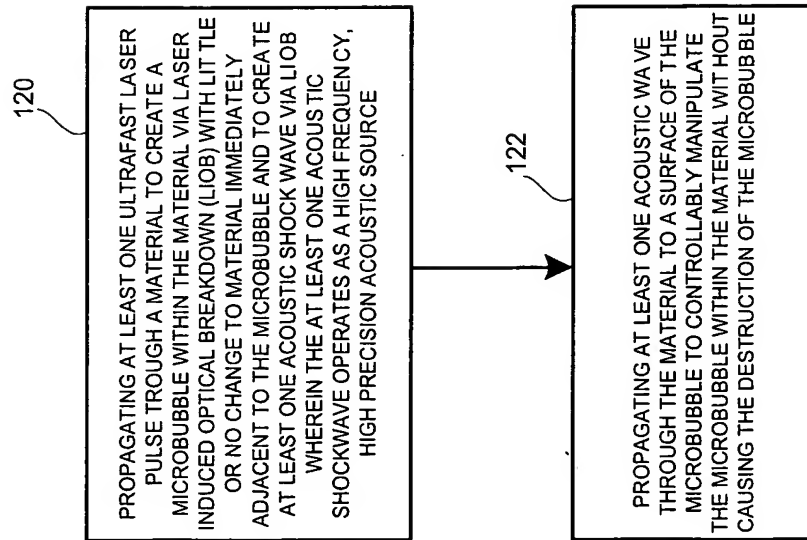 120
PROPAGATING AT LEAST ONE ULTRAFAST LASER
PULSE TROUGH A MATERIAL TO CREATE A
MICROBUBBLE WITHIN THE MATERIAL VIA LASER
INDUCED OPTICAL BREAKDOWN (LIOB) WITH LITTLE
OR NO CHANGE TO MATERIAL IMMEDIATELY
ADJACENT TO THE MICROBUBBLE AND TO CREATE
AT LEAST ONE ACOUSTIC SHOCK WAVE VIA LIOB
WHEREIN THE AT LEAST ONE ACOUSTIC
SHOCKWAVE OPERATES AS A HIGH FREQUENCY,
HIGH PRECISION ACOUSTIC SOURCE
122
PROPAGATING AT LEAST ONE ACOUSTIC WAVE
THROUGH THE MATERIAL TO A SURFACE OF THE
MICROBUBBLE TO CONTROLLABLY MANIPULATE
THE MICROBUBBLE WITHIN THE MATERIAL WIT HOUT
CAUSING THE DESTRUCTION OF THE MICROBUBBLE